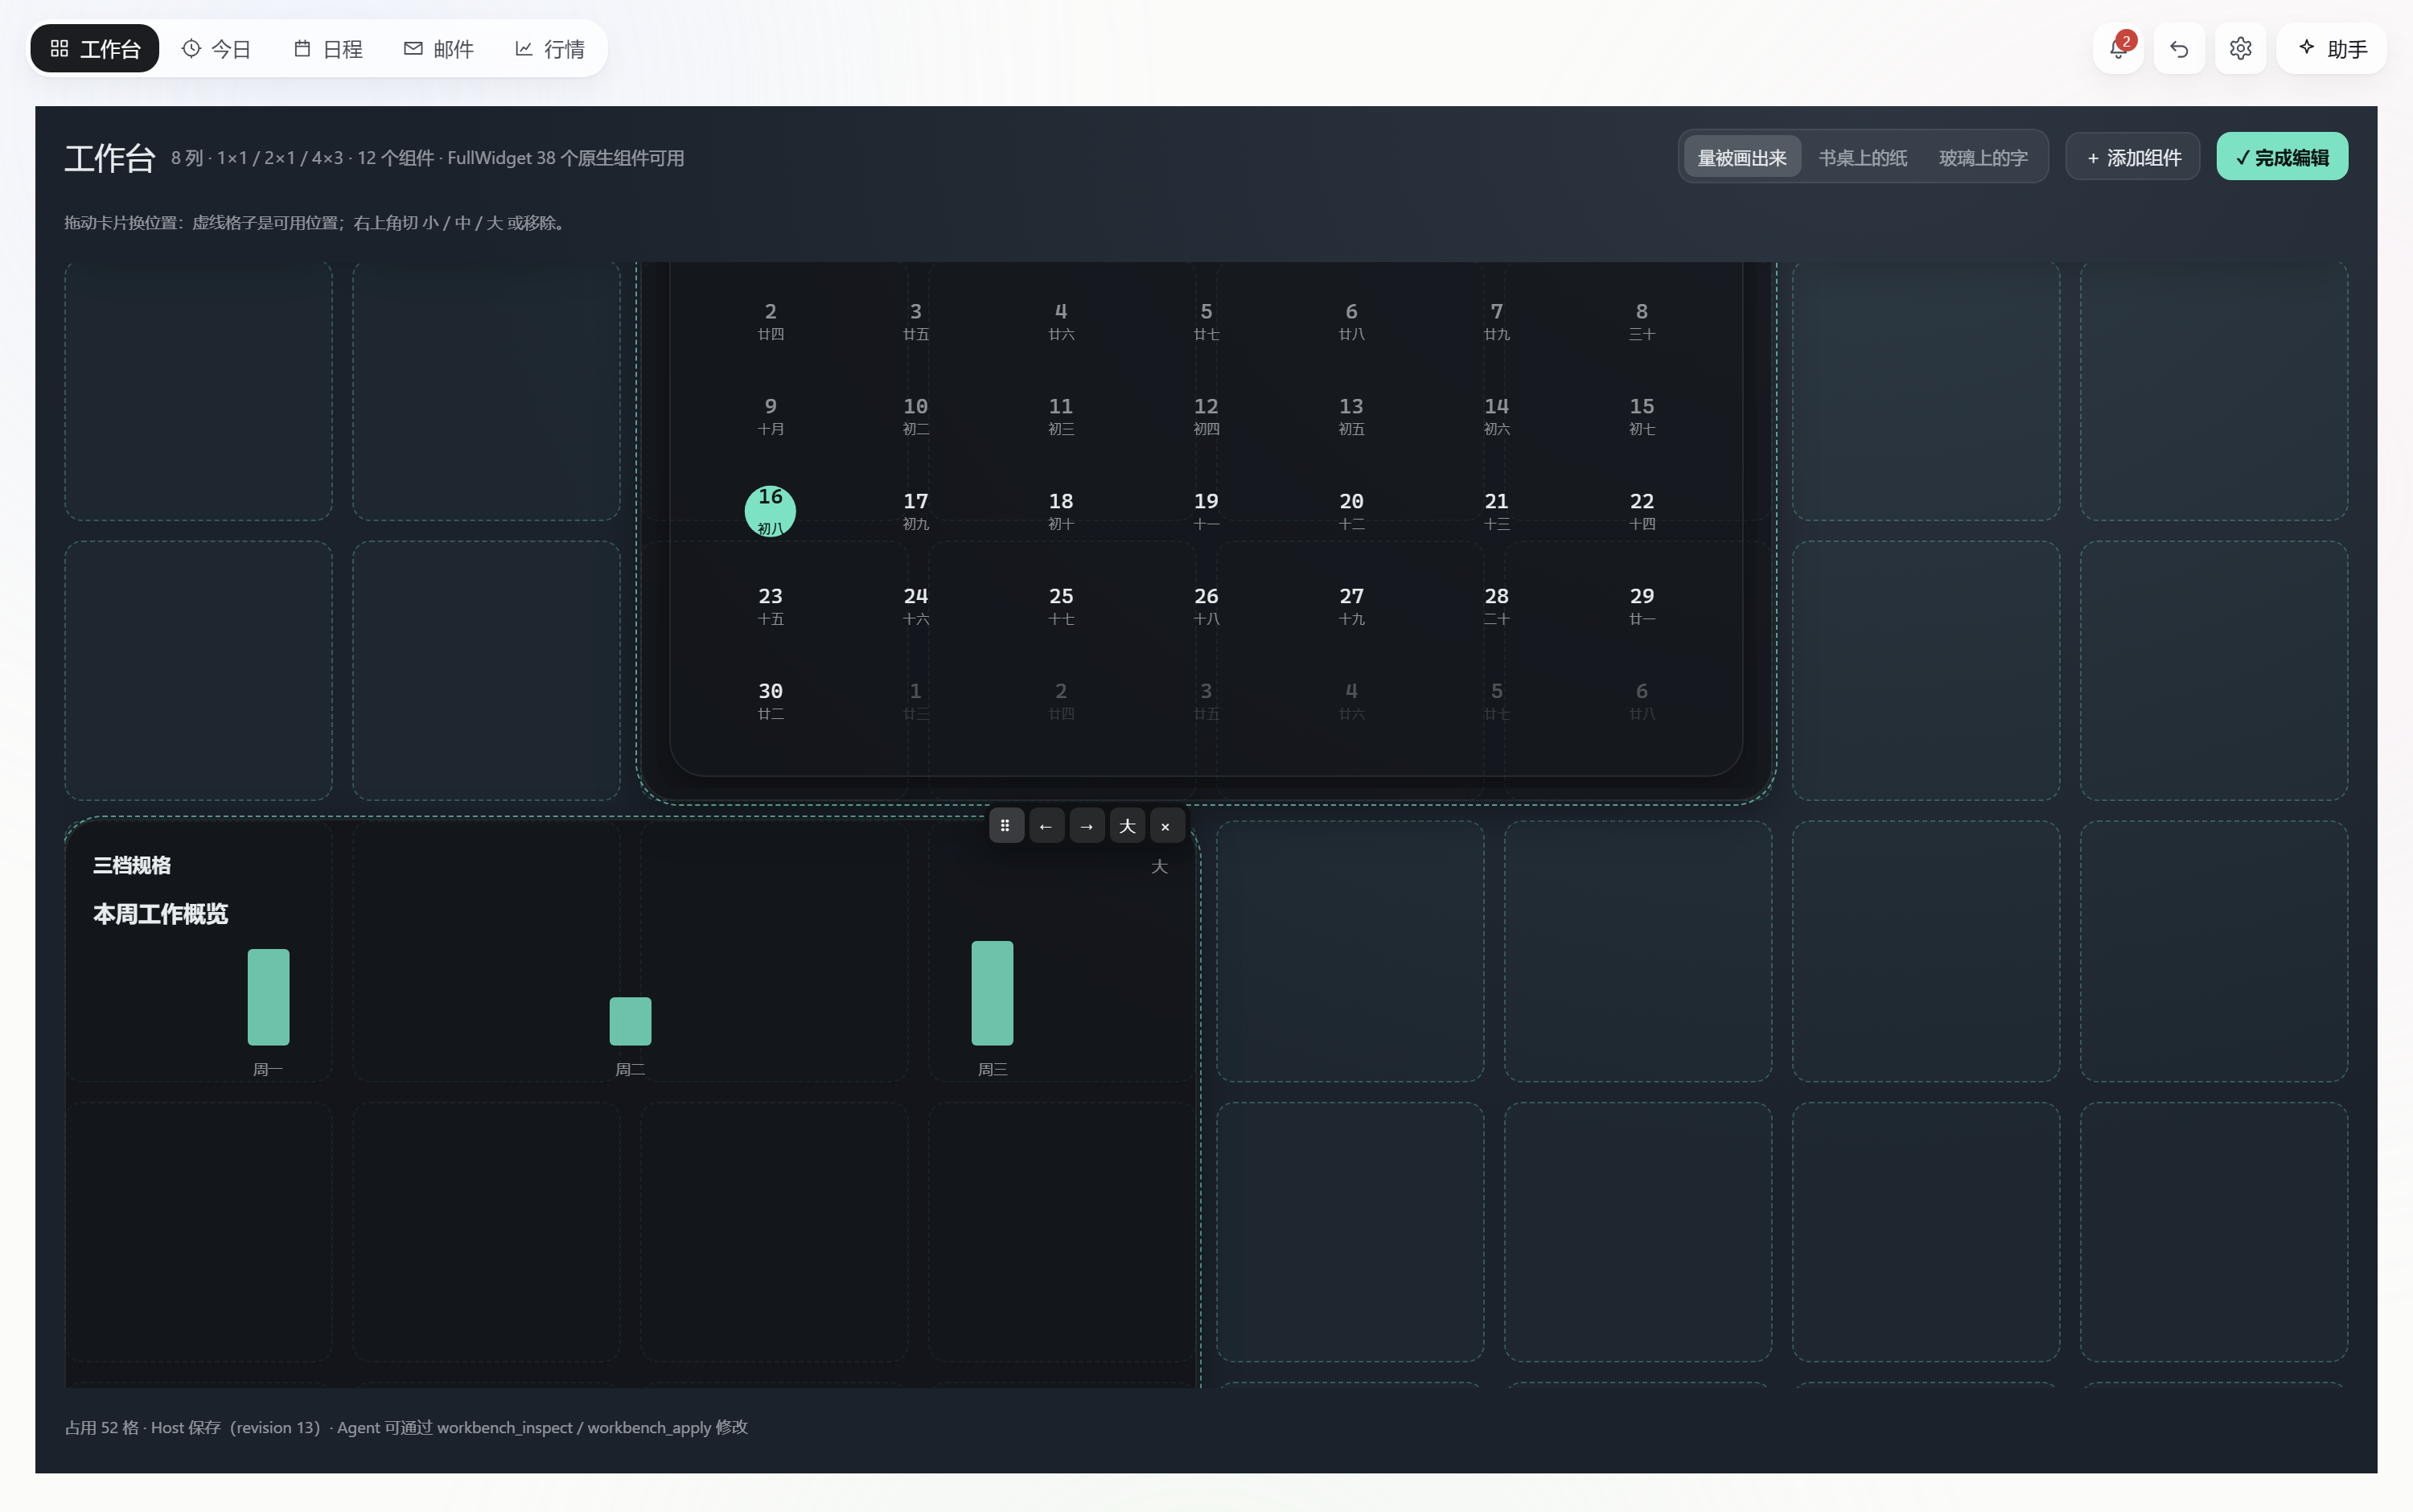 工作台 今日 日程 邮件 行情 2 助手
工作台 8 列 · 1×1 / 2×1 / 4×3 · 12 个组件 · FullWidget 38 个原生组件可用 量被画出来 书桌上的纸 玻璃上的字 + 添加组件 ✓ 完成编辑
拖动卡片换位置：虚线格子是可用位置；右上角切 小 / 中 / 大 或移除。
2 3 4 5 6 7 8
廿四 廿五 廿六 廿七 廿八 廿九 三十
9 10 11 12 13 14 15
十月 初二 初三 初四 初五 初六 初七
16 17 18 19 20 21 22
初八 初九 初十 十一 十二 十三 十四
23 24 25 26 27 28 29
十五 十六 十七 十八 十九 二十 廿一
30 1 2 3 4 5 6
廿二 廿三 廿四 廿五 廿六 廿七 廿八
← → 大 ×
三档规格 大
本周工作概览
周一 周二 周三
占用 52 格 · Host 保存（revision 13）· Agent 可通过 workbench_inspect / workbench_apply 修改